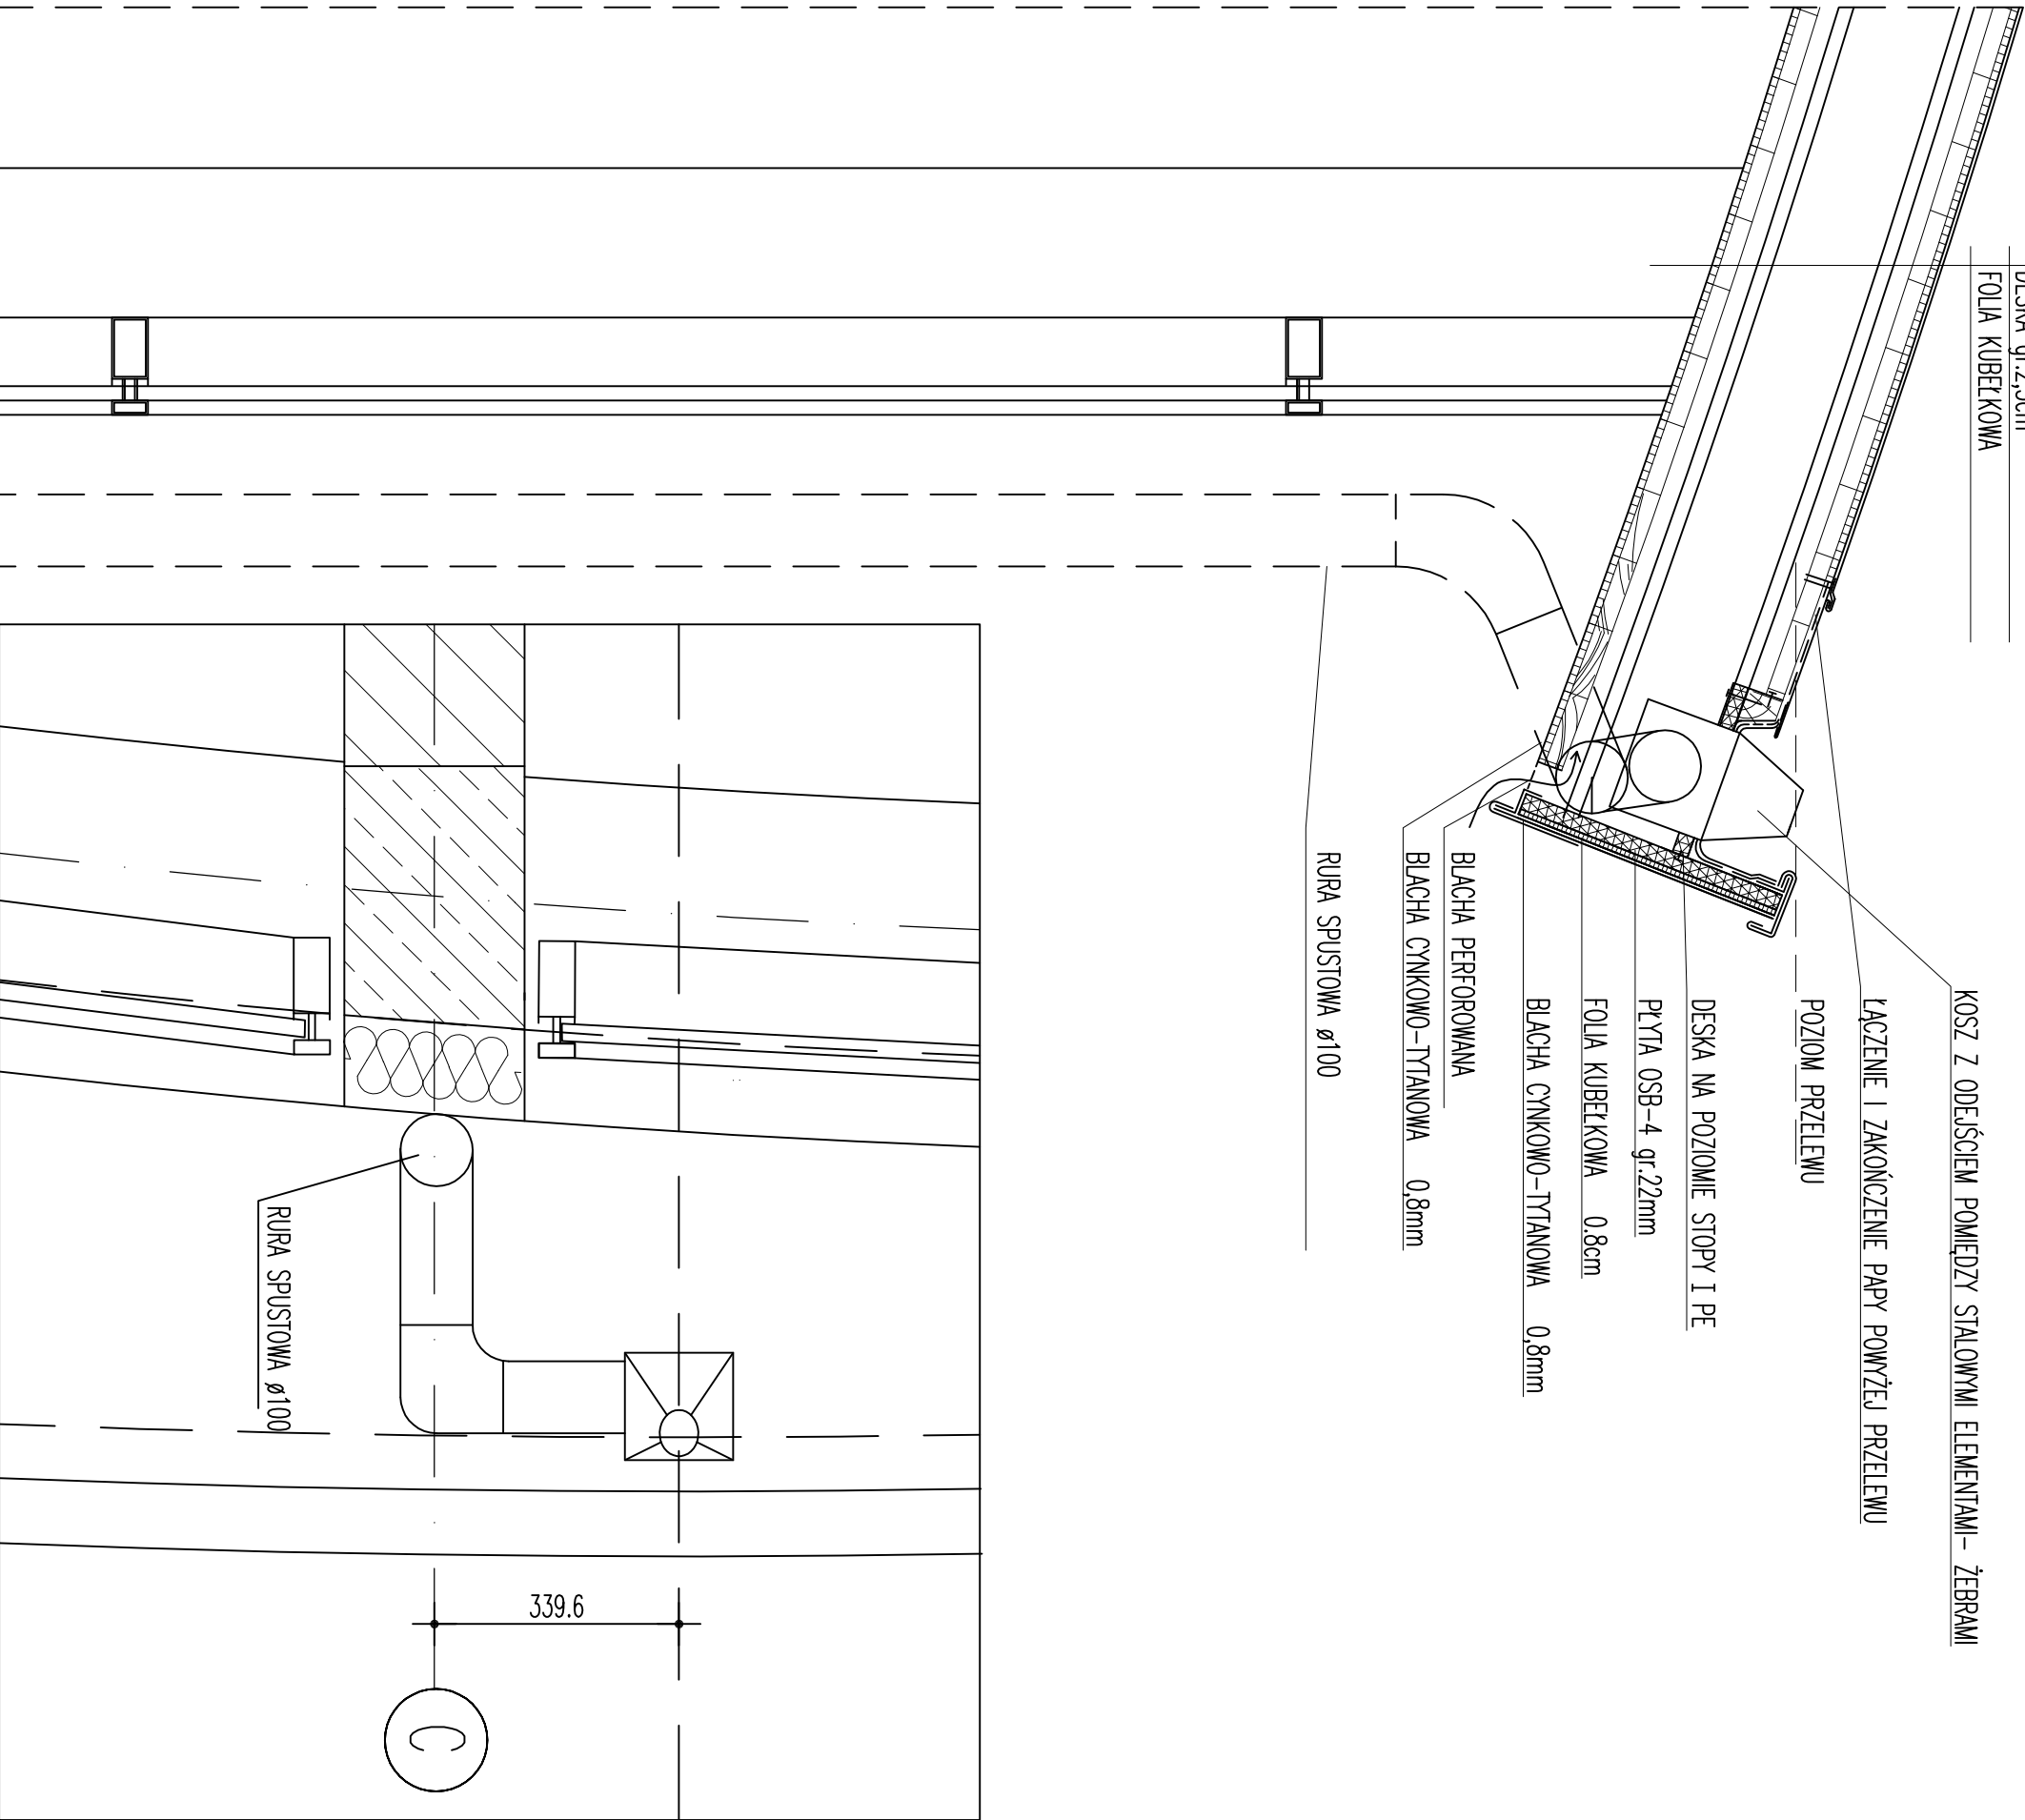 DESKA gr.2,5cm
FOLIA KUBEŁKOWA
KOSZ Z ODEJŚCIEM POMIĘDZY STALOWYMI ELEMENTAMI- ŻEBRAMI
ŁĄCZENIE I ZAKOŃCZENIE PAPY POWYŻEJ PRZELEWU
POZIOM PRZELEWU
DESKA NA POZIOMIE STOPY I PE
PŁYTA OSB-4 gr.22mm
FOLIA KUBEŁKOWA 0.8cm
BLACHA CYNKOWO-TYTANOWA 0,8mm
BLACHA PERFOROWANA
BLACHA CYNKOWO-TYTANOWA 0,8mm
RURA SPUSTOWA ø100
RURA SPUSTOWA ø100
339.6
C